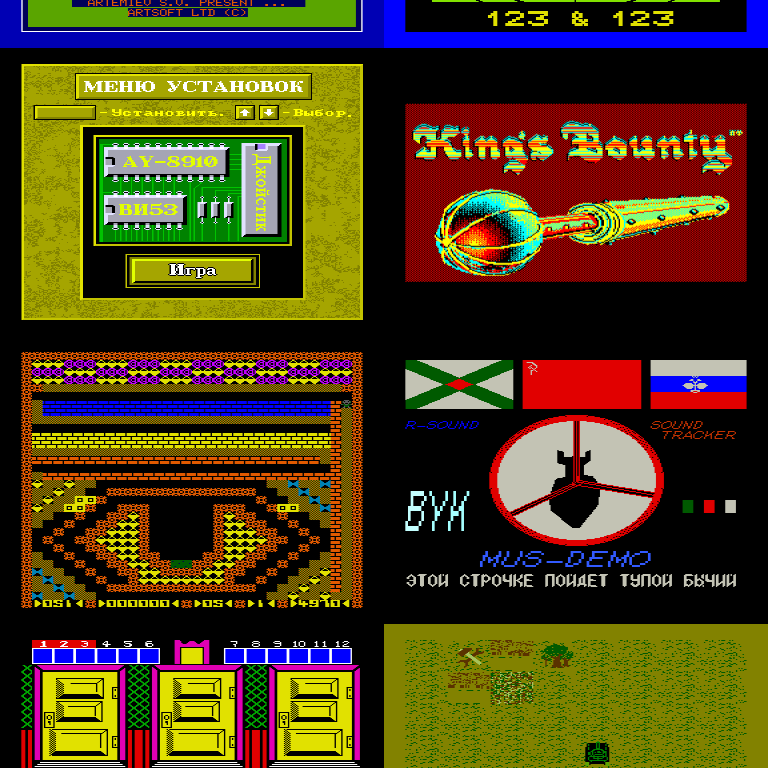 ARTEMIEV S.V. PRESENT ...
ARTSOFT LTD (C)
123 & 123
МЕНЮ УСТАНОВОК
-Установить. -Выбор.
AY-8910
ВИ53
Джойстик
Игра
King's Bounty™
R-SOUND
SOUND
TRACKER
ВУК
MUS-DEMO
ЭТОЙ СТРОЧКЕ ПОЙДЕТ ТУПОЙ БЫЧИЙ
1 2 3 4 5 6
7 8 9 10 11 12